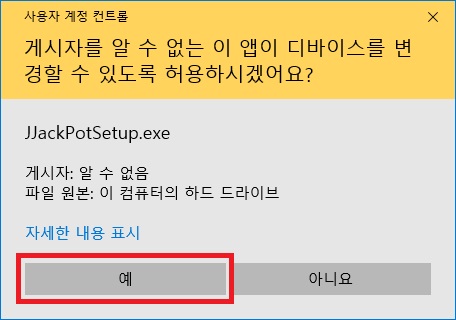 사용자 계정 컨트롤
게시자를 알 수 없는 이 앱이 디바이스를 변
경할 수 있도록 허용하시겠어요?
JJackPotSetup.exe
게시자: 알 수 없음
파일 원본: 이 컴퓨터의 하드 드라이브
자세한 내용 표시
예
아니요